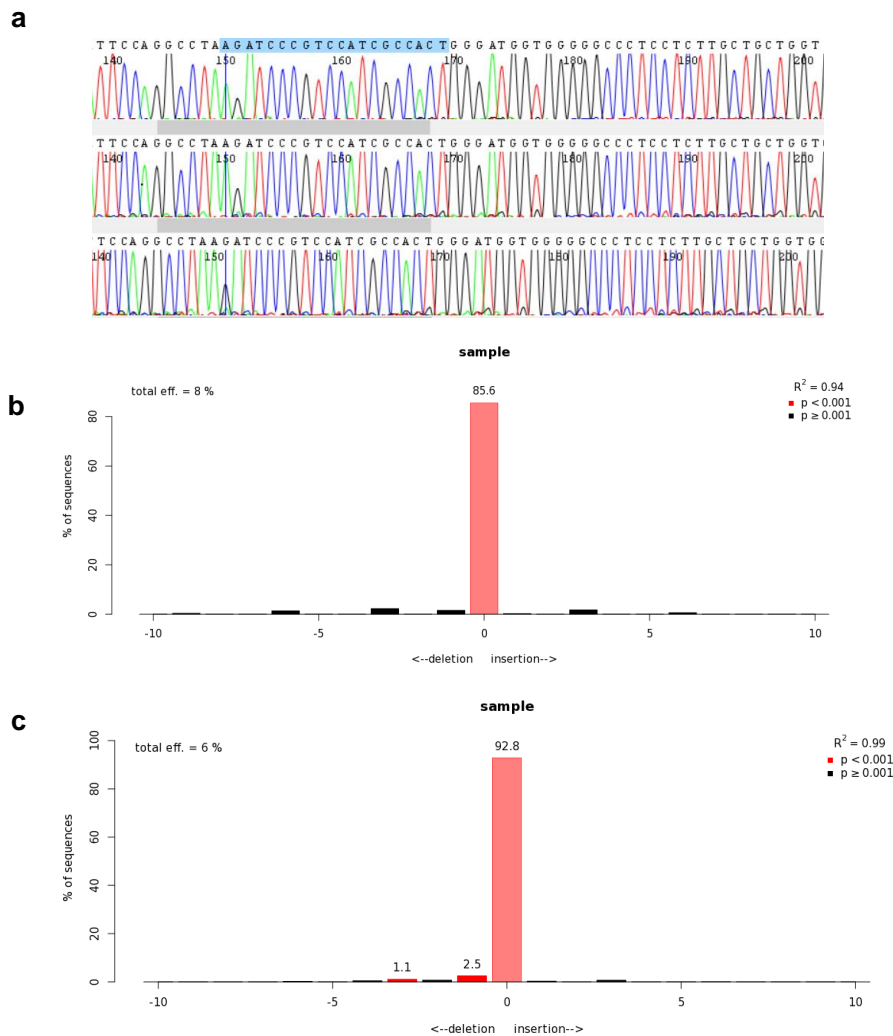 a
TTCCAGGCCTAAGATCCCGTCCATCGCCACTGGGATGGTGGGGGCCCTCCTCTTGCTGCTGGT
140 150 160 170 180 190 200
TTCCAGGCCTAAGATCCCGTCCATCGCCACTGGGATGGTGGGGGCCCTCCTCTTGCTGCTGGT
140 150 160 170 180 190 200
TCCAGGCCTAAGATCCCGTCCATCGCCACTGGGATGGTGGGGGCCCTCCTCTTGCTGCTGGTGG
140 150 160 170 180 190 200
sample
b
total eff. = 8 %
85.6
R² = 0.94
p < 0.001
p ≥ 0.001
% of sequences
80
60
40
20
0
-10 -5 0 5 10
<--deletion insertion-->
sample
c
total eff. = 6 %
92.8
R² = 0.99
p < 0.001
p ≥ 0.001
% of sequences
100
80
60
40
20
0
1.1
2.5
-10 -5 0 5 10
<--deletion insertion-->